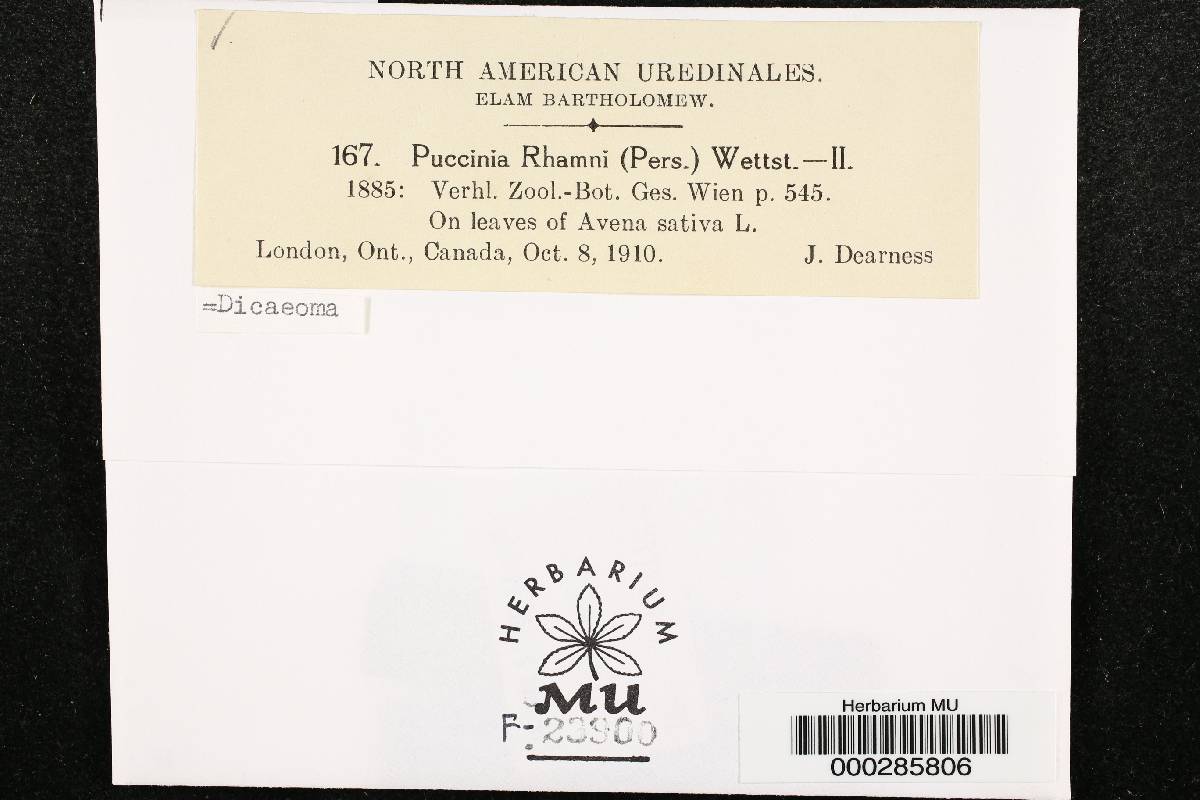 NORTH AMERICAN UREDINALES.
ELAM BARTHOLOMEW.
167. Puccinia Rhamni (Pers.) Wettst.—II.
1885: Verhl. Zool.-Bot. Ges. Wien p. 545.
On leaves of Avena sativa L.
London, Ont., Canada, Oct. 8, 1910. J. Dearness
=Dicaeoma
HERBARIUM
MU
F-23900
Herbarium MU
000285806